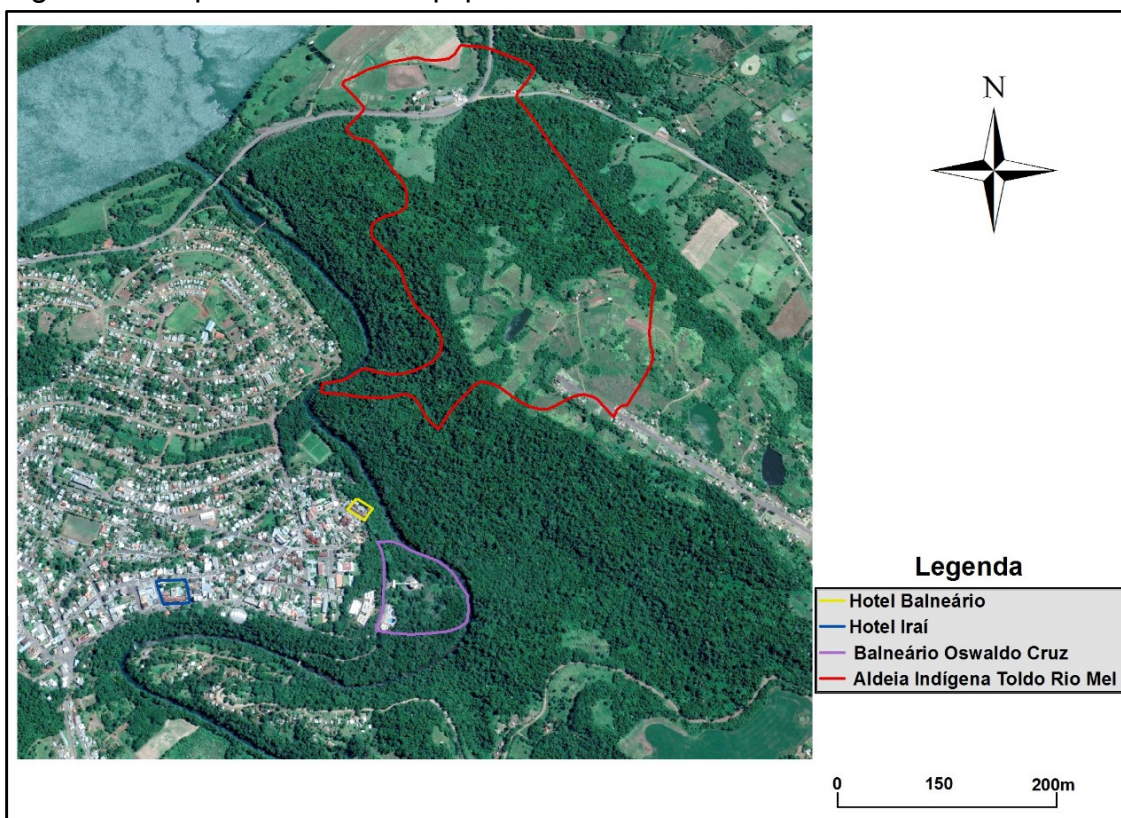 N
Legenda
Hotel Balneário
Hotel Iraí
Balneário Oswaldo Cruz
Aldeia Indígena Toldo Rio Mel
0 150 200m